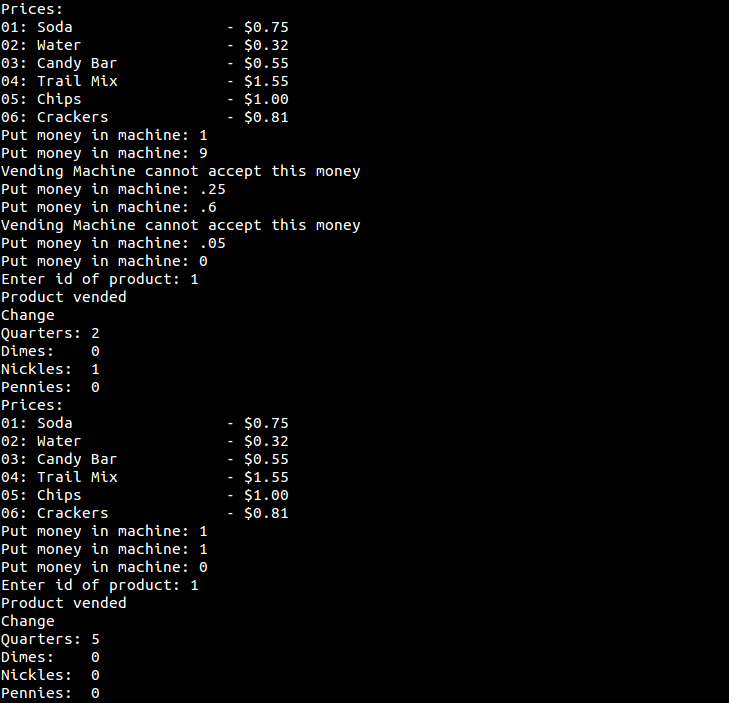 Prices:
01: Soda                 - $0.75
02: Water                - $0.32
03: Candy Bar            - $0.55
04: Trail Mix            - $1.55
05: Chips                - $1.00
06: Crackers             - $0.81
Put money in machine: 1
Put money in machine: 9
Vending Machine cannot accept this money
Put money in machine: .25
Put money in machine: .6
Vending Machine cannot accept this money
Put money in machine: .05
Put money in machine: 0
Enter id of product: 1
Product vended
Change
Quarters: 2
Dimes:    0
Nickles:  1
Pennies:  0
Prices:
01: Soda                 - $0.75
02: Water                - $0.32
03: Candy Bar            - $0.55
04: Trail Mix            - $1.55
05: Chips                - $1.00
06: Crackers             - $0.81
Put money in machine: 1
Put money in machine: 1
Put money in machine: 0
Enter id of product: 1
Product vended
Change
Quarters: 5
Dimes:    0
Nickles:  0
Pennies:  0